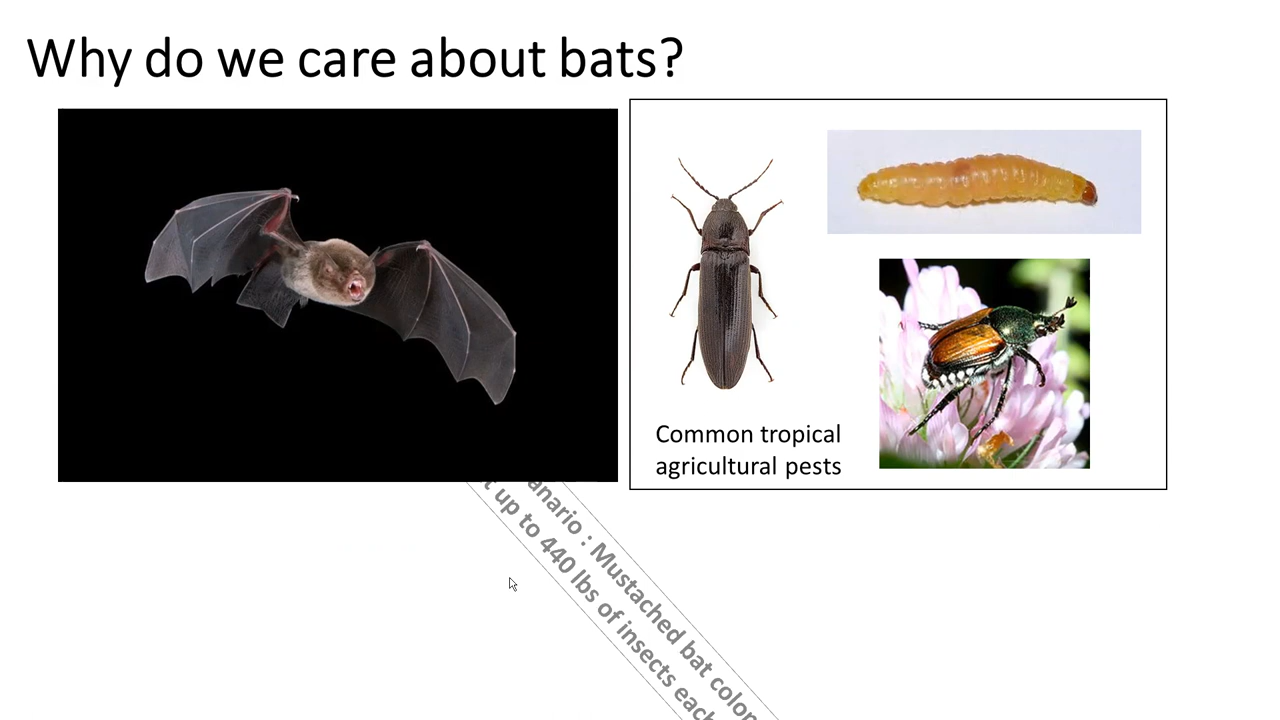 Why do we care about bats?
Common tropical
agricultural pests
: Mustached bat
up to 440 lbs of insects